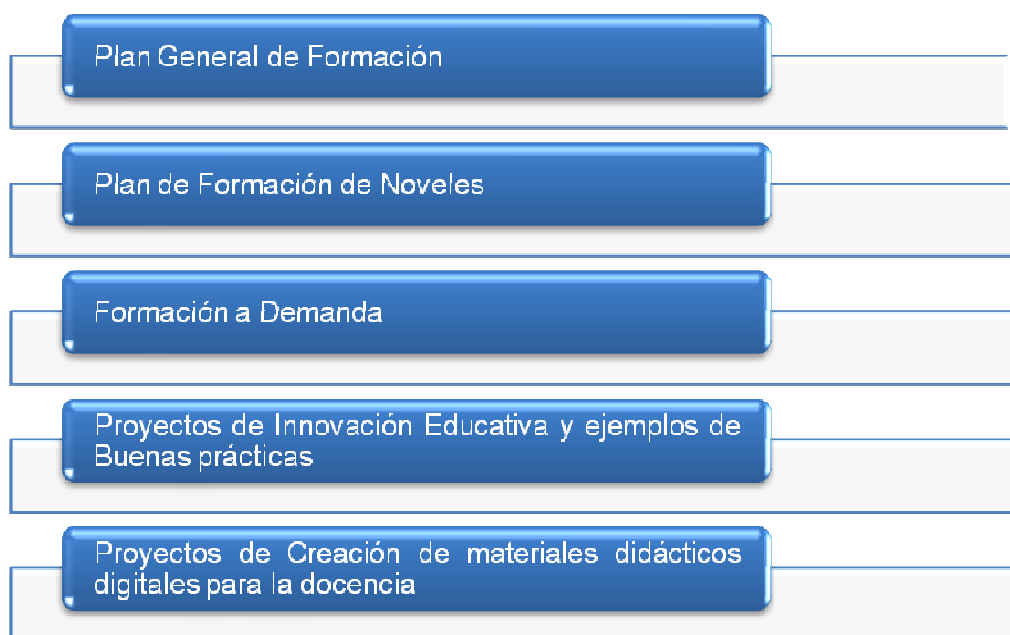 Plan General de Formación
Plan de Formación de Noveles
Formación a Demanda
Proyectos de Innovación Educativa y ejemplos de
Buenas prácticas
Proyectos de Creación de materiales didácticos
digitales para la docencia